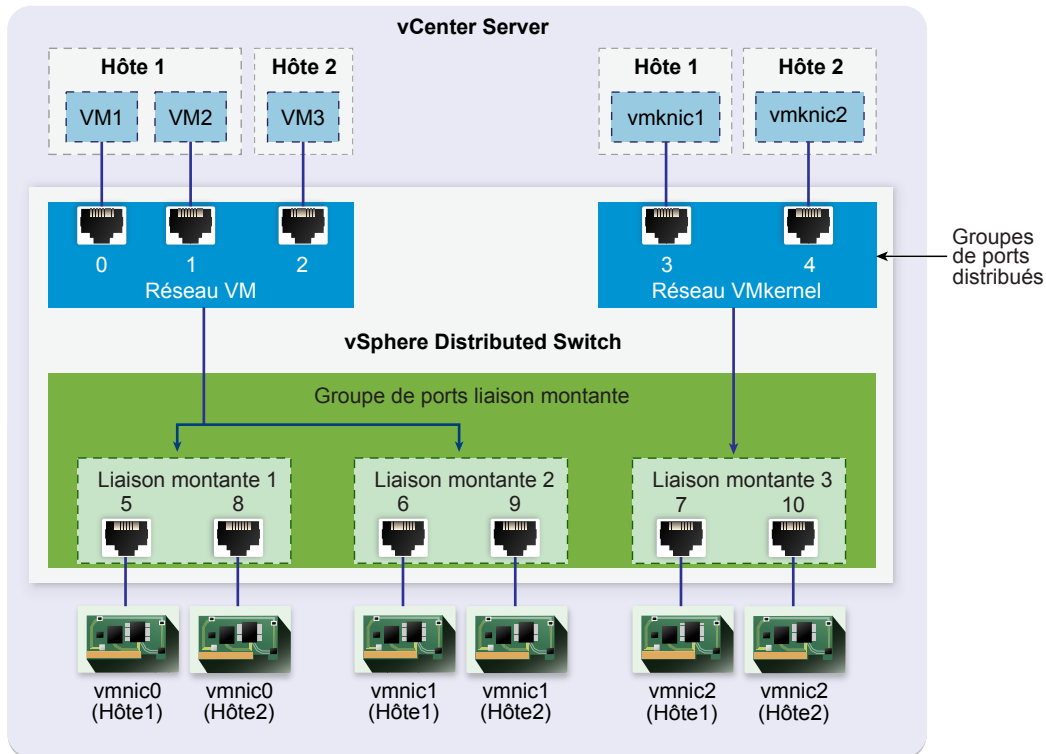 vCenter Server
Hôte 1
Hôte 2
Hôte 1
Hôte 2
VM1
VM2
VM3
vmknic1
vmknic2
0
1
2
3
4
Réseau VM
Réseau VMkernel
Groupes
de ports
distribués
vSphere Distributed Switch
Groupe de ports liaison montante
Liaison montante 1
Liaison montante 2
Liaison montante 3
5
8
6
9
7
10
vmnic0
(Hôte1)
vmnic0
(Hôte2)
vmnic1
(Hôte1)
vmnic1
(Hôte2)
vmnic2
(Hôte1)
vmnic2
(Hôte2)